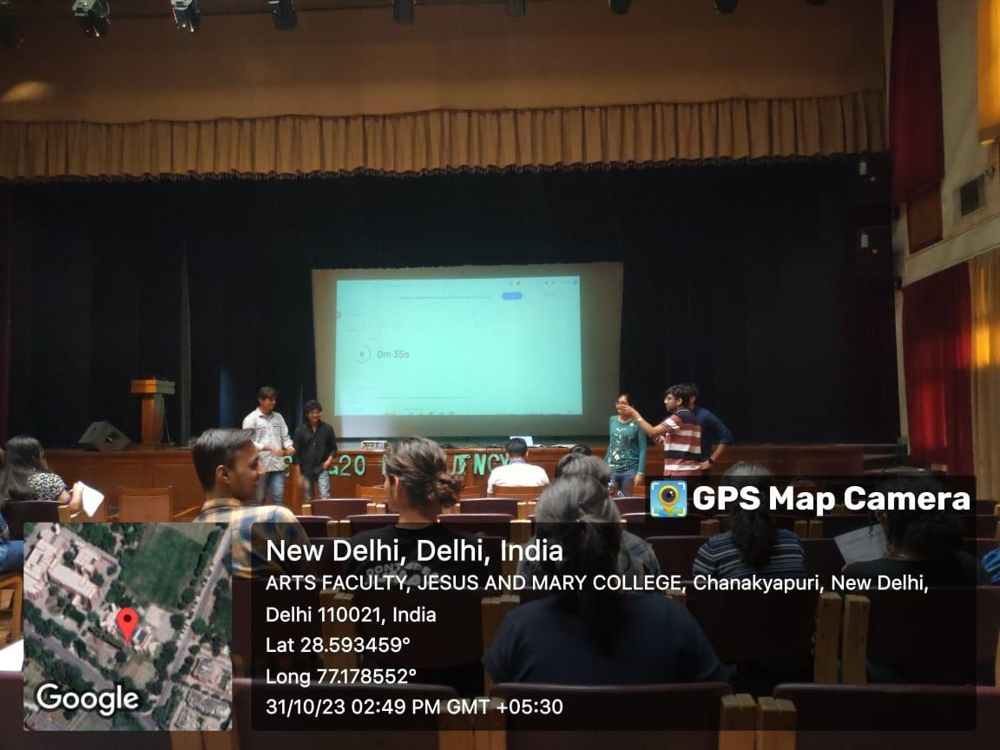 0m 35s
G20
GPS Map Camera
New Delhi, Delhi, India
ARTS FACULTY, JESUS AND MARY COLLEGE, Chanakyapuri, New Delhi,
Delhi 110021, India
Lat 28.593459°
Long 77.178552°
31/10/23 02:49 PM GMT +05:30
Google